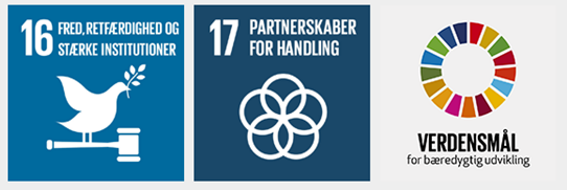 16 FRED, RETFÆRDIGHED OG
STÆRKE INSTITUTIONER
17 PARTNERSKABER
FOR HANDLING
VERDENSMÅL
for bæredygtig udvikling